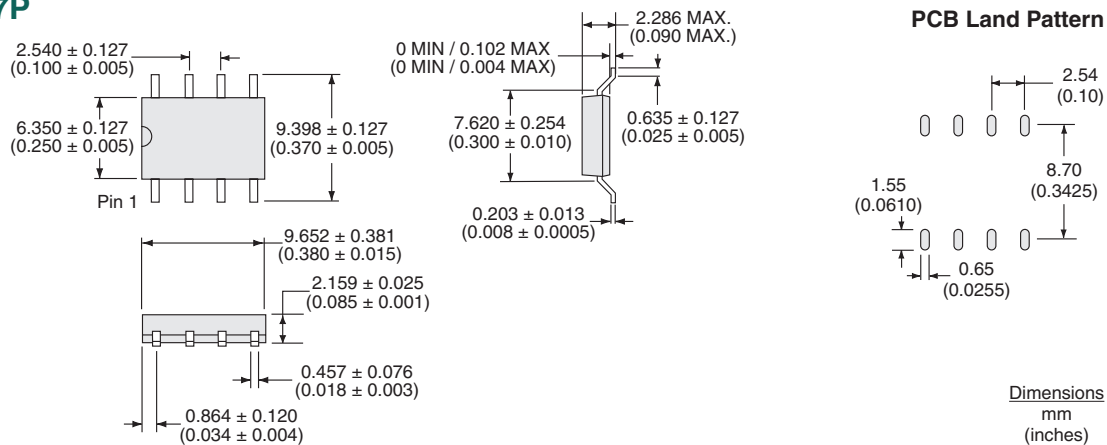 7P
2.540 ± 0.127
(0.100 ± 0.005)
6.350 ± 0.127
(0.250 ± 0.005)
9.398 ± 0.127
(0.370 ± 0.005)
Pin 1
9.652 ± 0.381
(0.380 ± 0.015)
2.159 ± 0.025
(0.085 ± 0.001)
0.457 ± 0.076
(0.018 ± 0.003)
0.864 ± 0.120
(0.034 ± 0.004)
2.286 MAX.
(0.090 MAX.)
0 MIN / 0.102 MAX
(0 MIN / 0.004 MAX)
7.620 ± 0.254
(0.300 ± 0.010)
0.635 ± 0.127
(0.025 ± 0.005)
0.203 ± 0.013
(0.008 ± 0.0005)
PCB Land Pattern
2.54
(0.10)
8.70
(0.3425)
1.55
(0.0610)
0.65
(0.0255)
Dimensions
mm
(inches)